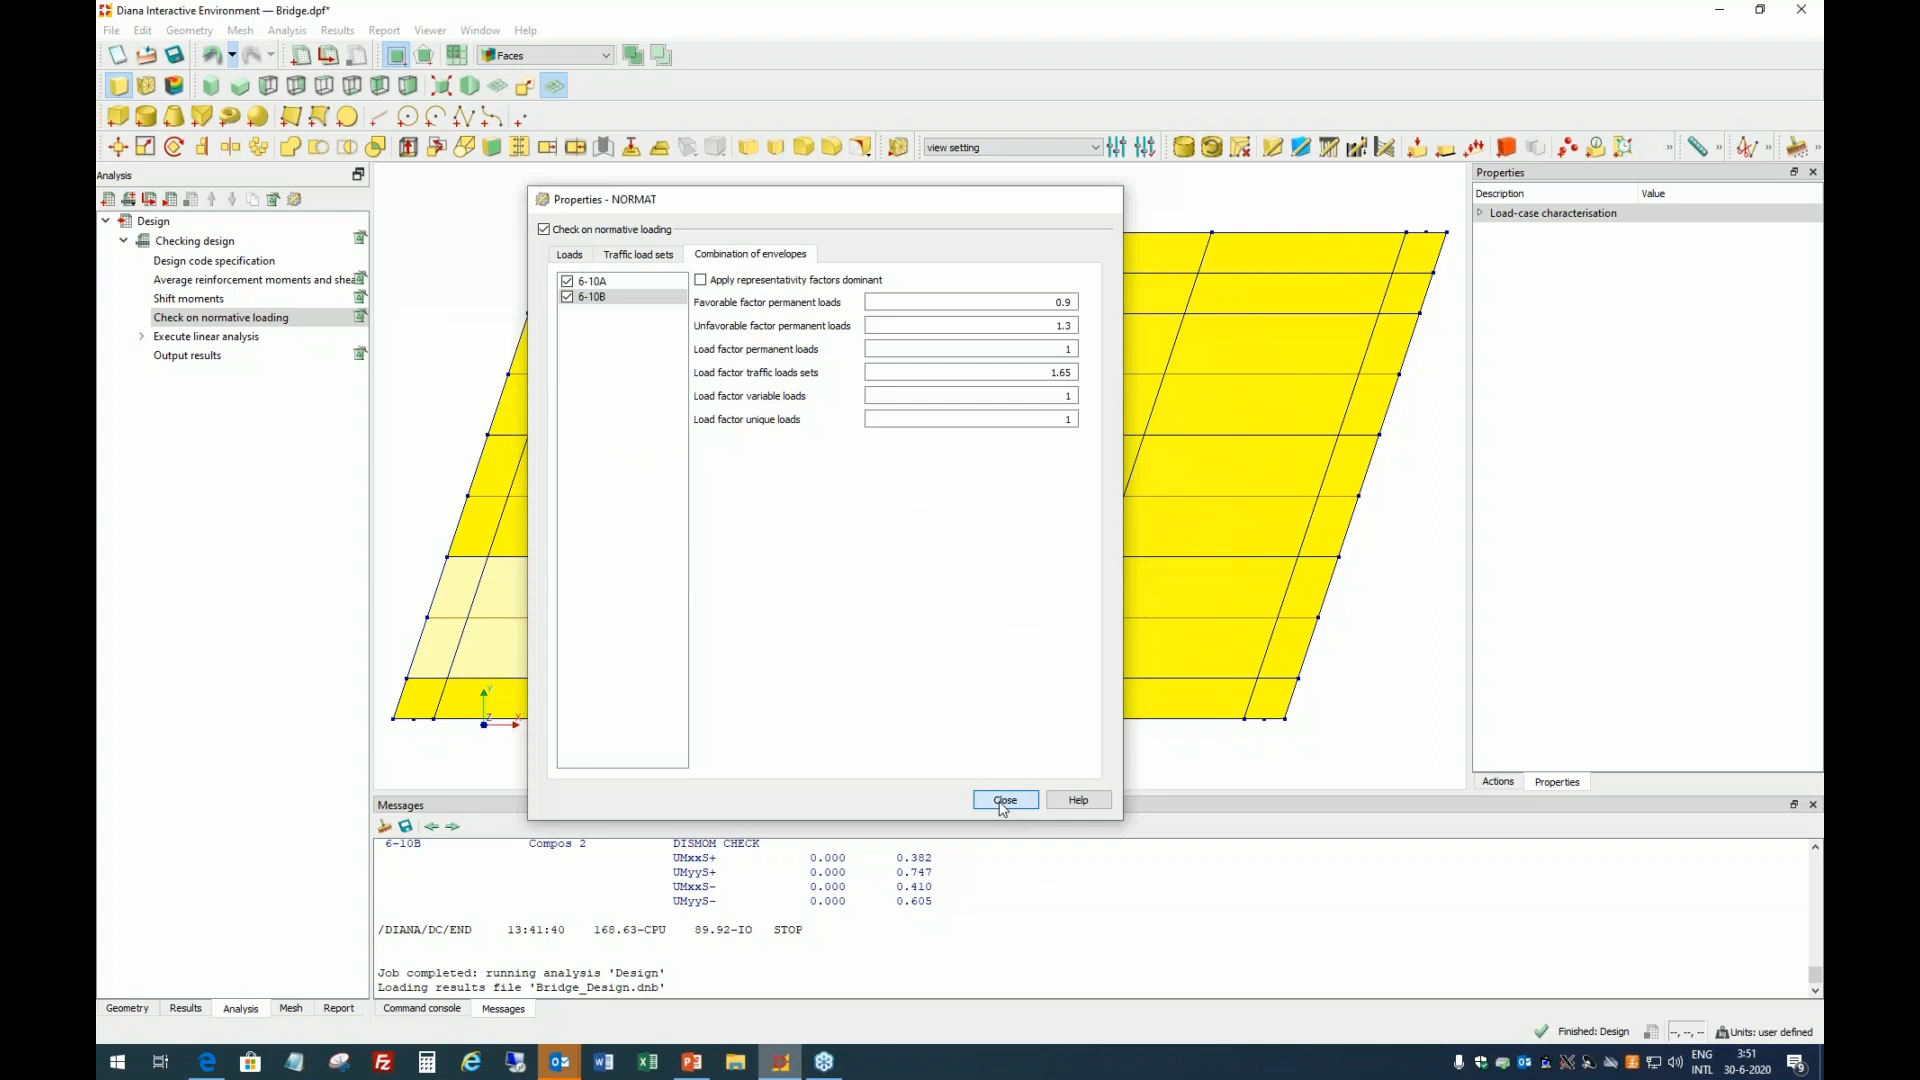 Diana Interactive Environment — Bridge.dpf*
File Edit Geometry Mesh Analysis Results Report Viewer Window Help
Faces
view setting
Analysis
Design
Checking design
Design code specification
Average reinforcement moments and shea
Shift moments
Check on normative loading
Execute linear analysis
Output results
Properties - NORMAT
Check on normative loading
Loads Traffic load sets Combination of envelopes
6-10A
6-10B
Apply representativity factors dominant
Favorable factor permanent loads 0.9
Unfavorable factor permanent loads 1.3
Load factor permanent loads 1
Load factor traffic loads sets 1.65
Load factor variable loads 1
Load factor unique loads 1
Close Help
Y
Z X
Properties
Description Value
Load-case characterisation
Actions Properties
Messages
6-10B Compos 2 DISMOM CHECK
UMxxS+ 0.000 0.382
UMyyS+ 0.000 0.747
UMxxS- 0.000 0.410
UMyyS- 0.000 0.605
/DIANA/DC/END 13:41:40 168.63-CPU 89.92-IO STOP
Job completed: running analysis 'Design'
Loading results file 'Bridge_Design.dnb'
Geometry Results Analysis Mesh Report
Command console Messages
Finished: Design --, --, -- Units: user defined
ENG
INTL
3:51
30-6-2020
9